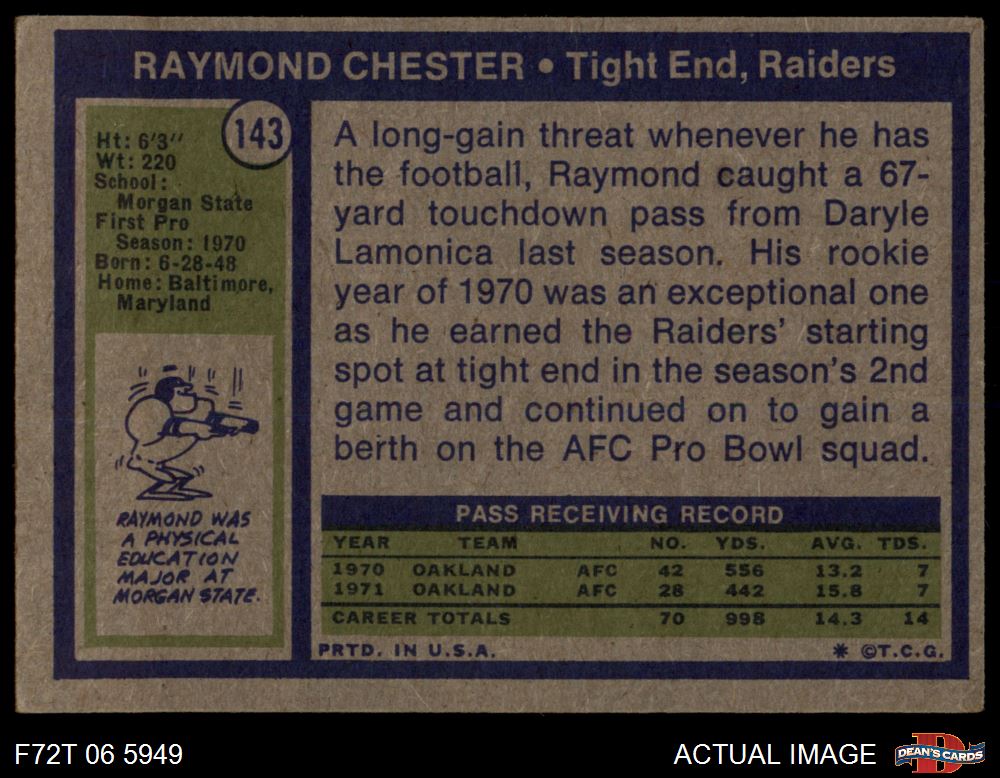 RAYMOND CHESTER • Tight End, Raiders
143
Ht: 6'3"
Wt: 220
School:
Morgan State
First Pro
Season: 1970
Born: 6-28-48
Home: Baltimore,
Maryland
RAYMOND WAS
A PHYSICAL
EDUCATION
MAJOR AT
MORGAN STATE.
A long-gain threat whenever he has
the football, Raymond caught a 67-
yard touchdown pass from Daryle
Lamonica last season. His rookie
year of 1970 was an exceptional one
as he earned the Raiders' starting
spot at tight end in the season's 2nd
game and continued on to gain a
berth on the AFC Pro Bowl squad.
PASS RECEIVING RECORD
YEAR TEAM NO. YDS. AVG. TDS.
1970 OAKLAND AFC 42 556 13.2 7
1971 OAKLAND AFC 28 442 15.8 7
CAREER TOTALS 70 998 14.3 14
PRTD. IN U.S.A. * ©T.C.G.
F72T 06 5949
ACTUAL IMAGE
DEAN'S CARDS